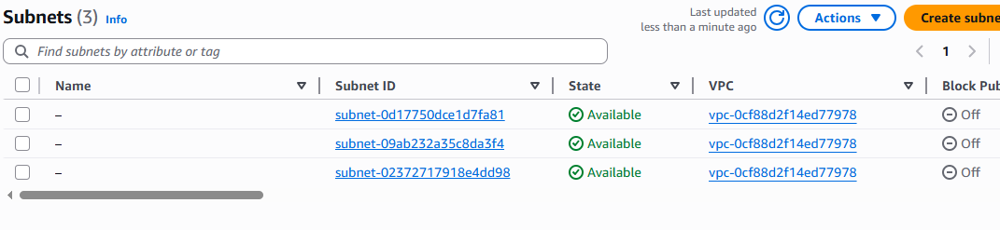 Subnets (3) Info
Last updated
less than a minute ago
Actions
Create subne
Find subnets by attribute or tag
1
Name Subnet ID State VPC Block Pub
– subnet-0d17750dce1d7fa81 Available vpc-0cf88d2f14ed77978 Off
– subnet-09ab232a35c8da3f4 Available vpc-0cf88d2f14ed77978 Off
– subnet-02372717918e4dd98 Available vpc-0cf88d2f14ed77978 Off